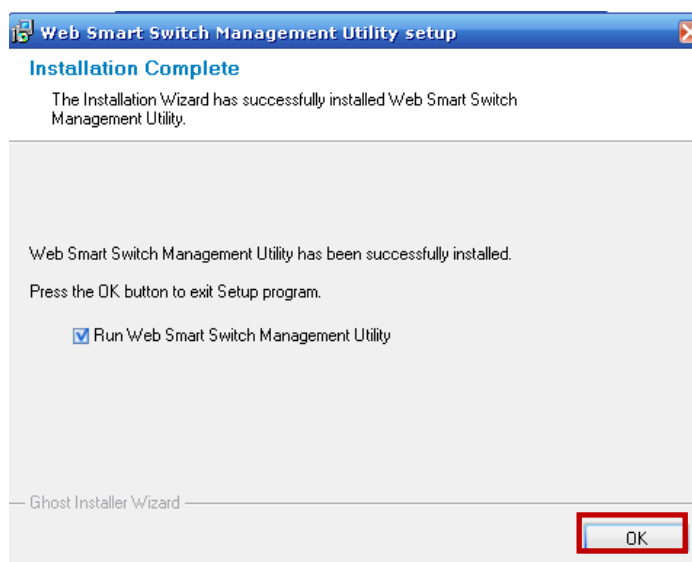 Web Smart Switch Management Utility setup
Installation Complete
The Installation Wizard has successfully installed Web Smart Switch
Management Utility.
Web Smart Switch Management Utility has been successfully installed.
Press the OK button to exit Setup program.
Run Web Smart Switch Management Utility
Ghost Installer Wizard
OK